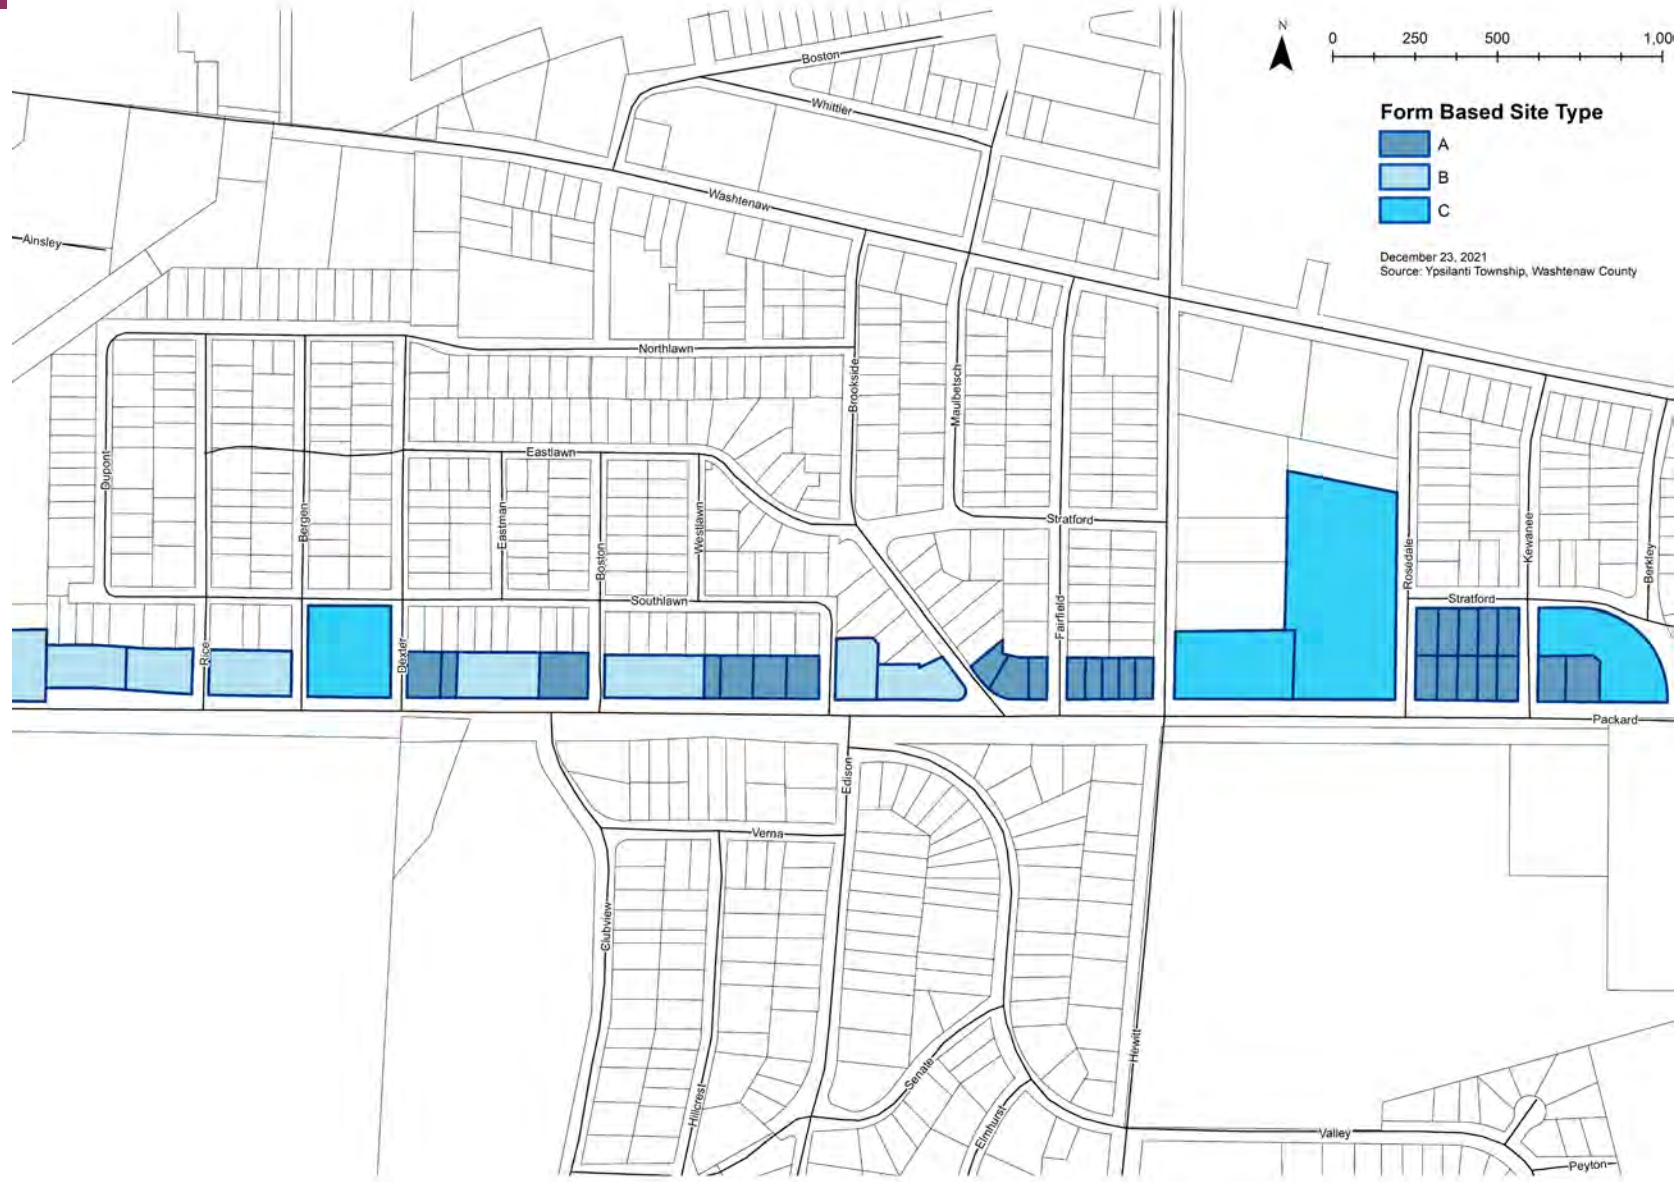 N
0 250 500 1,00
Form Based Site Type
A
B
C
December 23, 2021
Source: Ypsilanti Township, Washtenaw County
Boston
Whittier
Washtenaw
Ainsley
Northlawn
Brookside
Maulbetsch
Dupont
Eastlawn
Bergen
Eastman
Boston
Westlawn
Stratford
Rosedale
Kewanee
Berkley
Southlawn
Stratford
Fairfield
Rice
Dexter
Packard
Edison
Verna
Clubview
Hillcrest
Senate
Elmhurst
Hewitt
Valley
Peyton